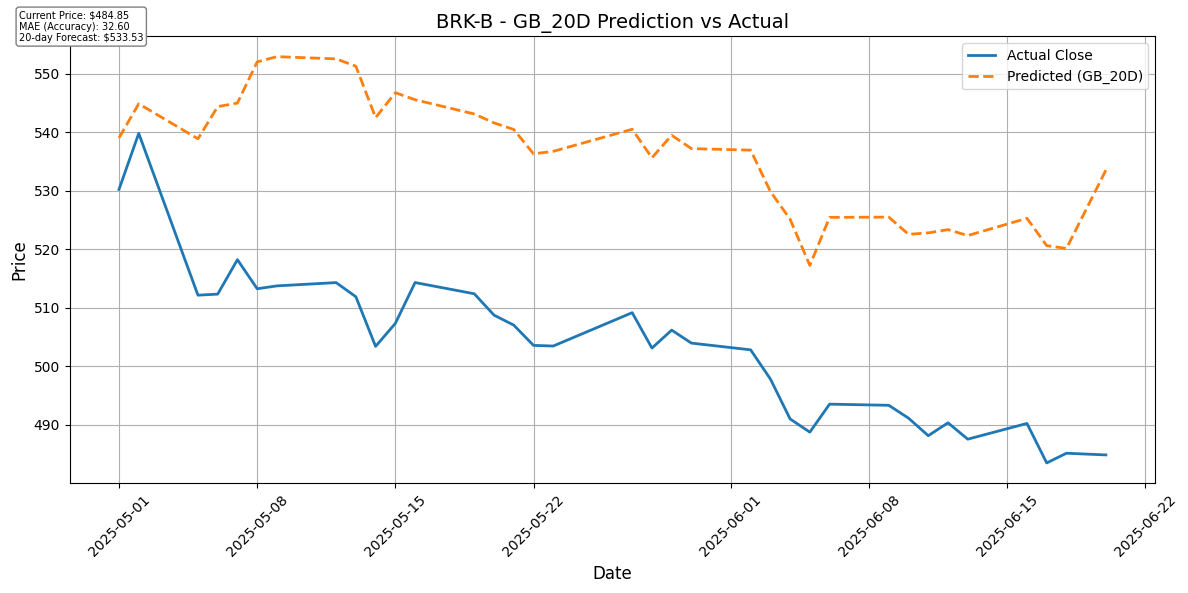 BRK-B - GB_20D Prediction vs Actual
Current Price: $484.85
MAE (Accuracy): 32.60
20-day Forecast: $533.53
Actual Close
Predicted (GB_20D)
Price
550
540
530
520
510
500
490
2025-05-01
2025-05-08
2025-05-15
2025-05-22
2025-06-01
2025-06-08
2025-06-15
2025-06-22
Date